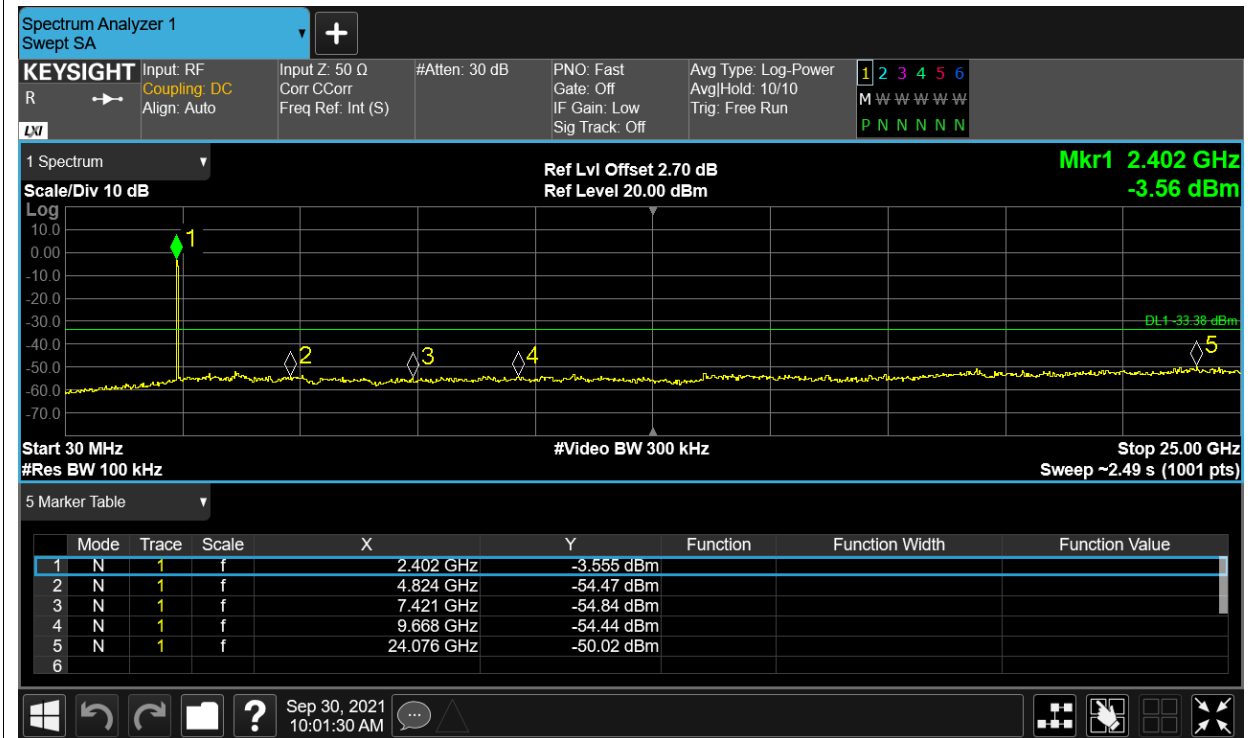 Spectrum Analyzer 1
Swept SA
+
KEYSIGHT Input: RF Input Z: 50 Ω #Atten: 30 dB PNO: Fast Avg Type: Log-Power 1 2 3 4 5 6
R Coupling: DC Corr CCorr Gate: Off Avg|Hold: 10/10 M W W W W W
Align: Auto Freq Ref: Int (S) IF Gain: Low Trig: Free Run
LXI Sig Track: Off P N N N N N
1 Spectrum Ref Lvl Offset 2.70 dB Mkr1 2.402 GHz
Scale/Div 10 dB Ref Level 20.00 dBm -3.56 dBm
Log
10.0 1
0.00
-10.0
-20.0
-30.0 DL1 -33.38 dBm
-40.0 2 3 4 5
-50.0
-60.0
-70.0
Start 30 MHz #Video BW 300 kHz Stop 25.00 GHz
#Res BW 100 kHz Sweep ~2.49 s (1001 pts)
5 Marker Table
Mode Trace Scale X Y Function Function Width Function Value
1 N 1 f 2.402 GHz -3.555 dBm
2 N 1 f 4.824 GHz -54.47 dBm
3 N 1 f 7.421 GHz -54.84 dBm
4 N 1 f 9.668 GHz -54.44 dBm
5 N 1 f 24.076 GHz -50.02 dBm
6
? Sep 30, 2021
10:01:30 AM